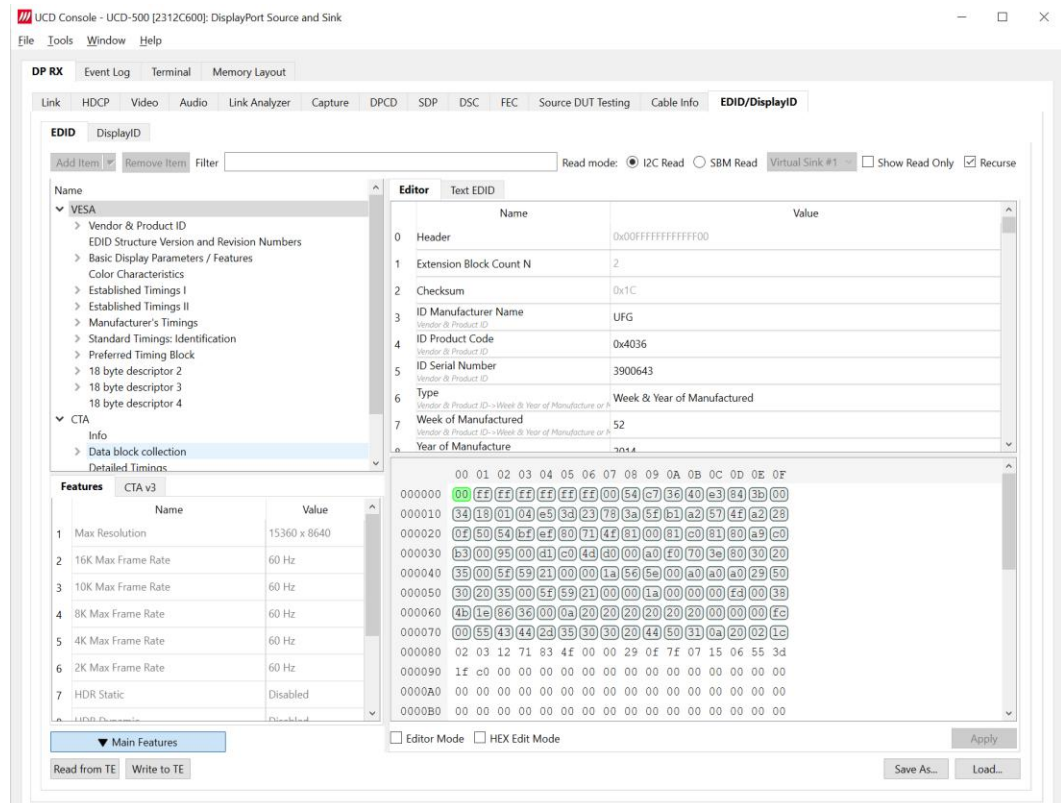 UCD Console - UCD-500 [2312C600]: DisplayPort Source and Sink
File Tools Window Help
DP RX Event Log Terminal Memory Layout
Link HDCP Video Audio Link Analyzer Capture DPCD SDP DSC FEC Source DUT Testing Cable Info EDID/DisplayID
EDID DisplayID
Add Item Remove Item Filter Read mode: I2C Read SBM Read Virtual Sink #1 Show Read Only Recurse
Name
VESA
Vendor & Product ID
EDID Structure Version and Revision Numbers
Basic Display Parameters / Features
Color Characteristics
Established Timings I
Established Timings II
Manufacturer's Timings
Standard Timings: Identification
Preferred Timing Block
18 byte descriptor 2
18 byte descriptor 3
18 byte descriptor 4
CTA
Info
Data block collection
Detailed Timings
Editor Text EDID
Name Value
0 Header 0x00FFFFFFFFFFFF00
1 Extension Block Count N 2
2 Checksum 0x1C
3 ID Manufacturer Name UFG
Vendor & Product ID
4 ID Product Code 0x4036
Vendor & Product ID
5 ID Serial Number 3900643
Vendor & Product ID
6 Type Week & Year of Manufactured
Vendor & Product ID->Week & Year of Manufacture or M
7 Week of Manufactured 52
Vendor & Product ID->Week & Year of Manufacture or M
8 Year of Manufacture 2014
Features CTA v3
Name Value
1 Max Resolution 15360 x 8640
2 16K Max Frame Rate 60 Hz
3 10K Max Frame Rate 60 Hz
4 8K Max Frame Rate 60 Hz
5 4K Max Frame Rate 60 Hz
6 2K Max Frame Rate 60 Hz
7 HDR Static Disabled
8 HDR Dynamic Disabled
00 01 02 03 04 05 06 07 08 09 0A 0B 0C 0D 0E 0F
000000 00 ff ff ff ff ff ff 00 54 c7 36 40 e3 84 3b 00
000010 34 18 01 04 e5 3d 23 78 3a 5f b1 a2 57 4f a2 28
000020 0f 50 54 bf ef 80 71 4f 81 00 81 c0 81 80 a9 c0
000030 b3 00 95 00 d1 c0 4d d0 00 a0 f0 70 3e 80 30 20
000040 35 00 5f 59 21 00 00 1a 56 5e 00 a0 a0 a0 29 50
000050 30 20 35 00 5f 59 21 00 00 1a 00 00 00 fd 00 38
000060 4b 1e 86 36 00 0a 20 20 20 20 20 20 00 00 00 fc
000070 00 55 43 44 2d 35 30 30 20 44 50 31 0a 20 02 1c
000080 02 03 12 71 83 4f 00 00 29 0f 7f 07 15 06 55 3d
000090 1f c0 00 00 00 00 00 00 00 00 00 00 00 00 00 00
0000A0 00 00 00 00 00 00 00 00 00 00 00 00 00 00 00 00
0000B0 00 00 00 00 00 00 00 00 00 00 00 00 00 00 00 00
Main Features
Editor Mode HEX Edit Mode Apply
Read from TE Write to TE Save As... Load...